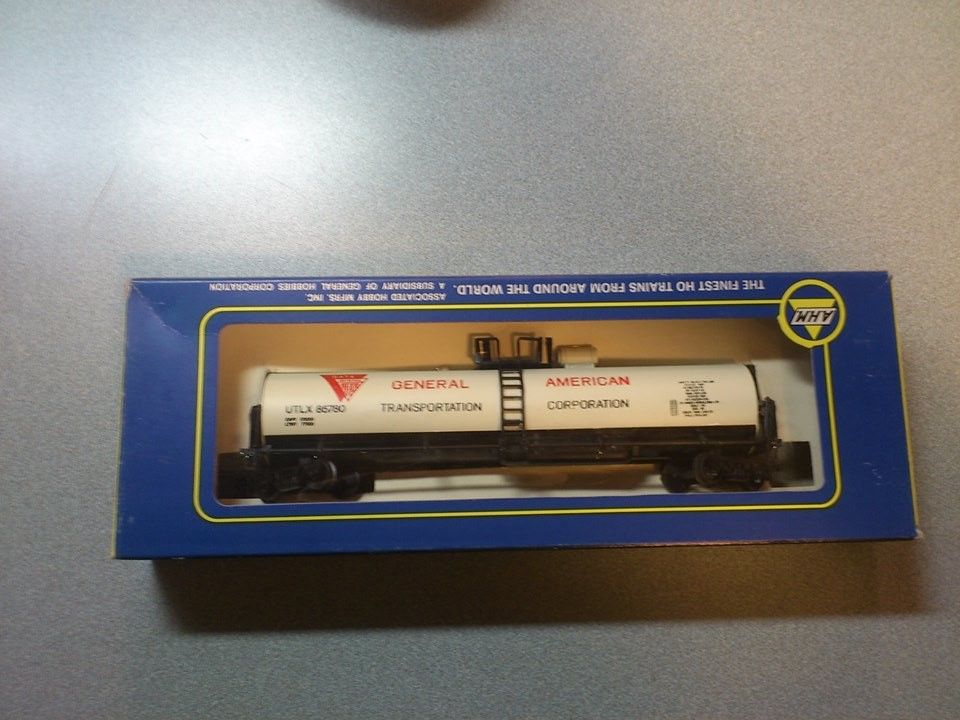 THE FINEST HO TRAINS FROM AROUND THE WORLD.
ASSOCIATED HOBBY MFRS. INC.
A SUBSIDIARY OF GENERAL HOBBIES CORPORATION
AHM
GENERAL AMERICAN
UTLX 86780 TRANSPORTATION CORPORATION